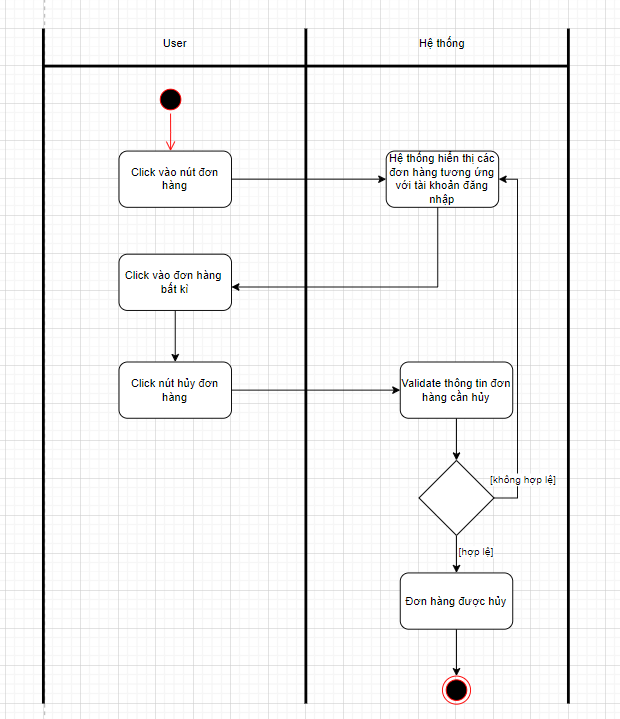 User
Hệ thống
Click vào nút đơn
hàng
Hệ thống hiển thị các
đơn hàng tương ứng
với tài khoản đăng
nhập
Click vào đơn hàng
bất kì
Click nút hủy đơn
hàng
Validate thông tin đơn
hàng cần hủy
[không hợp lệ]
[hợp lệ]
Đơn hàng được hủy